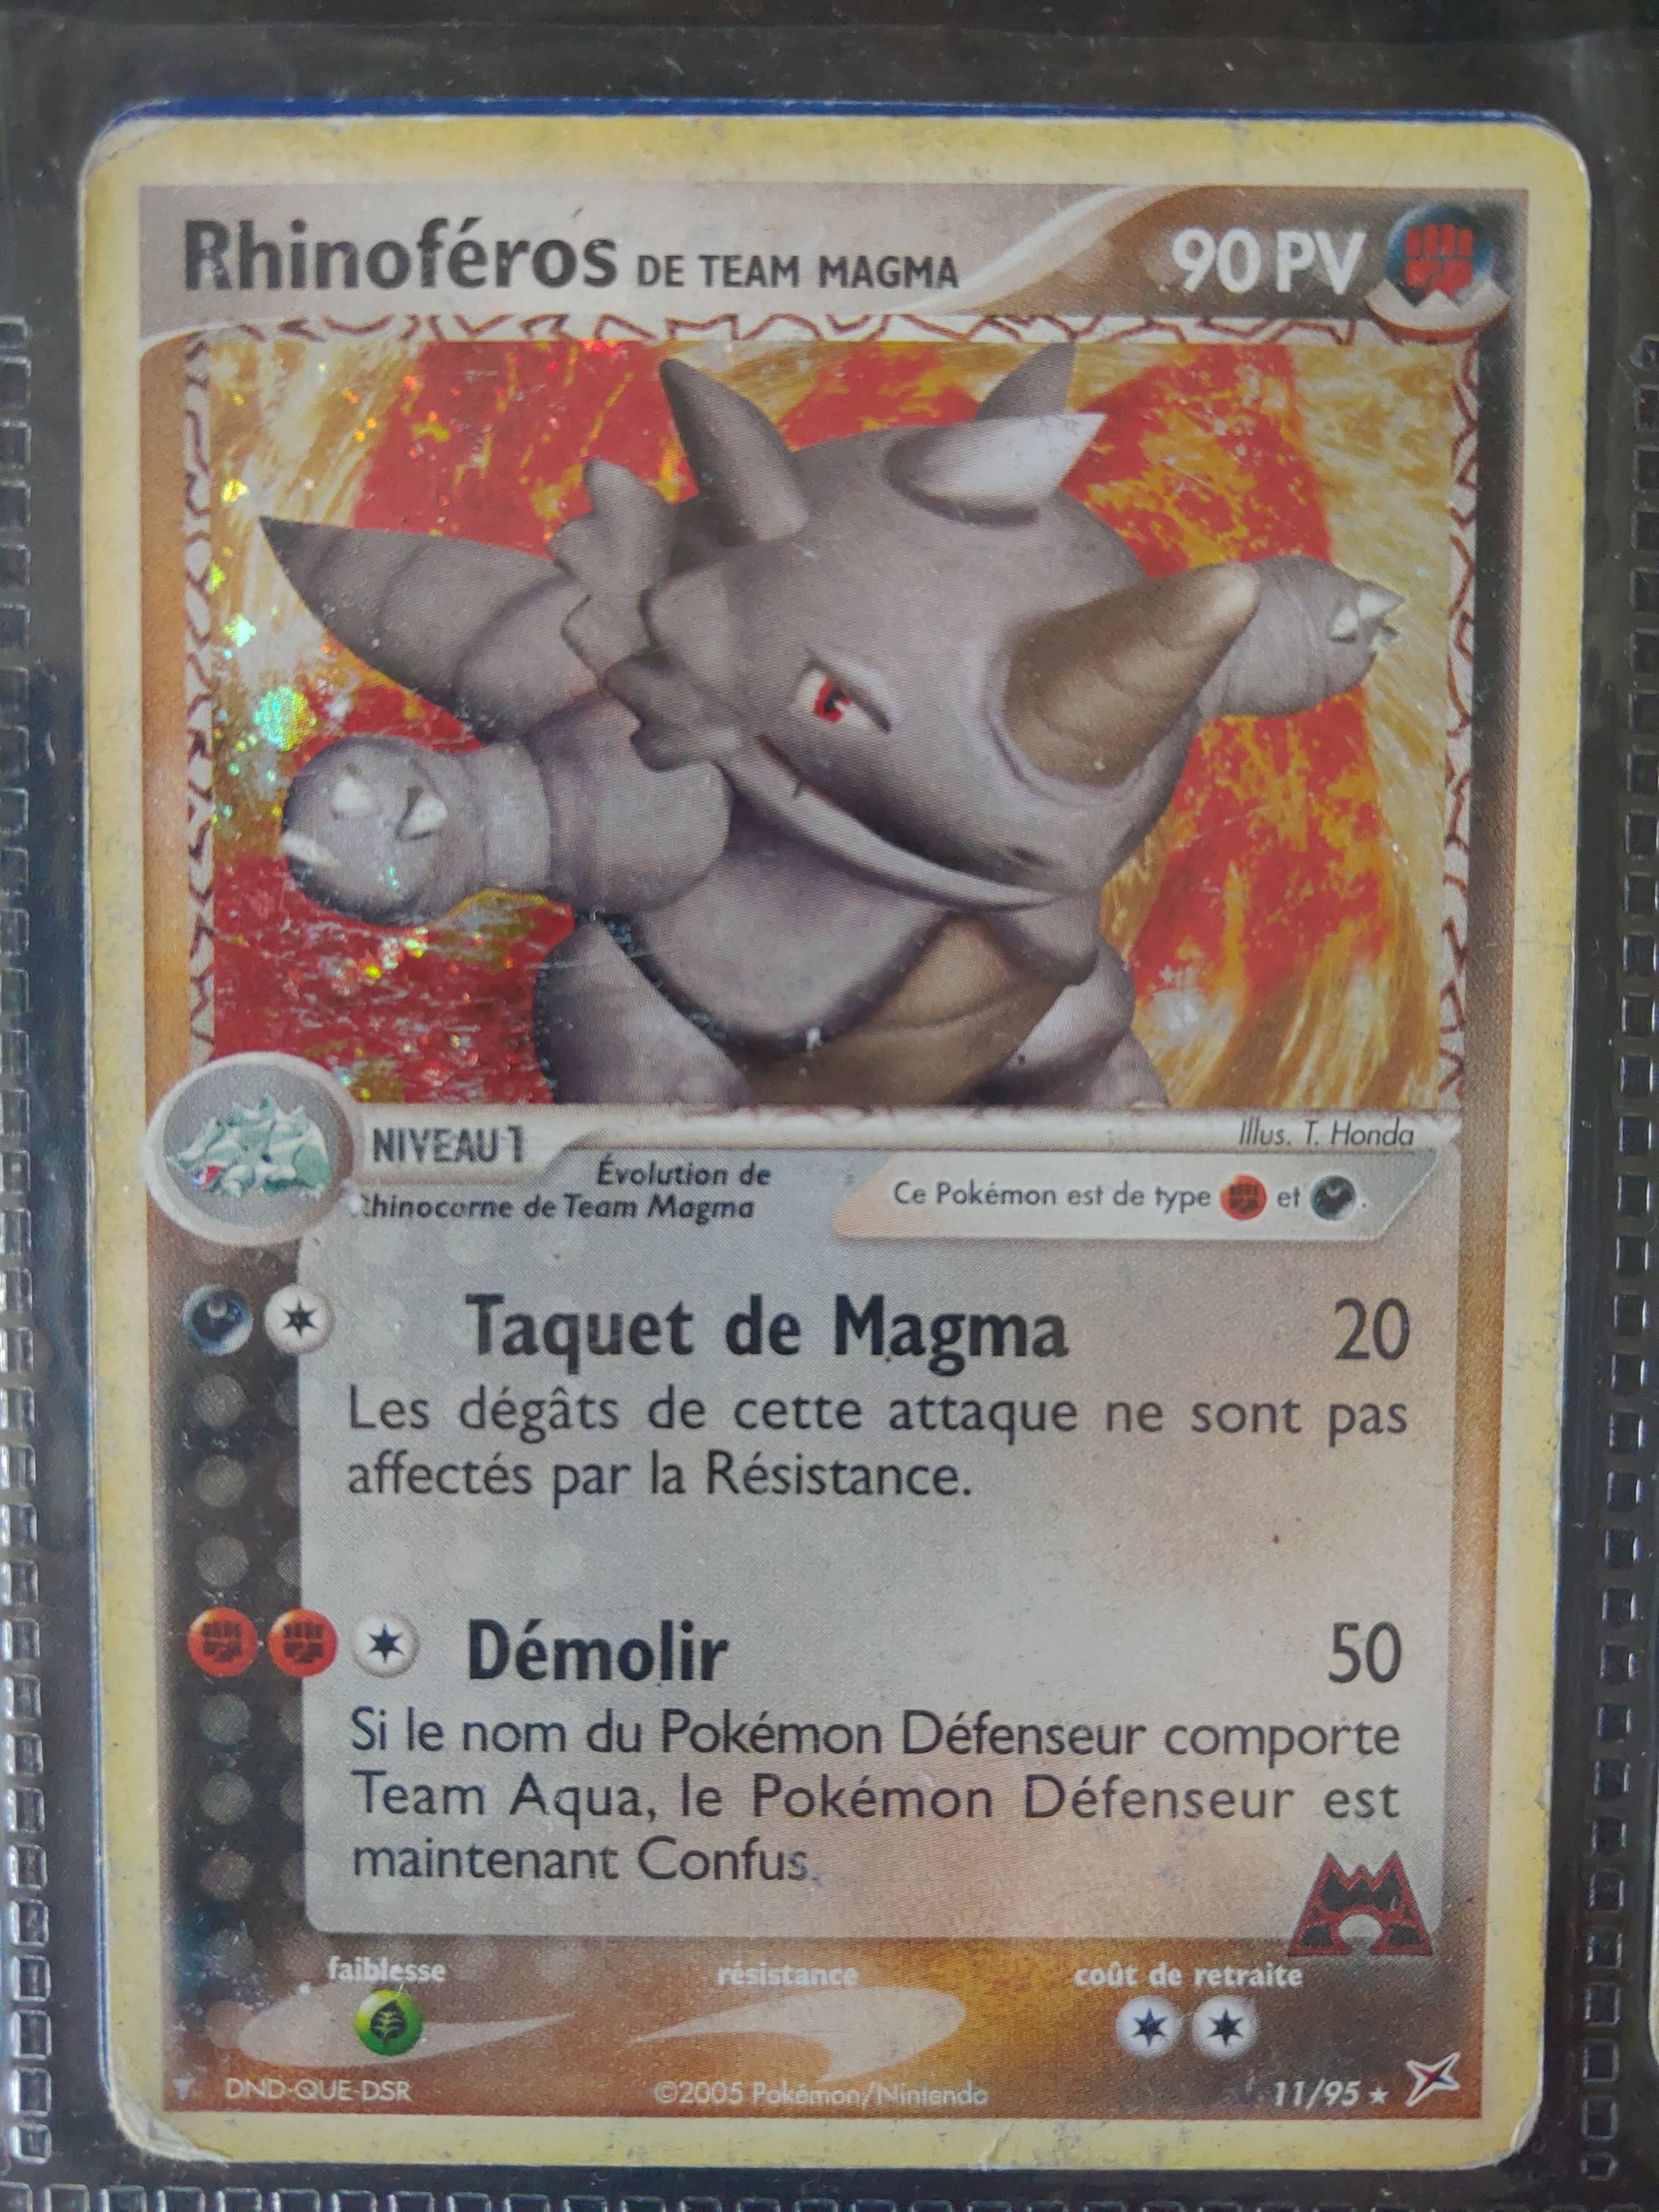 Rhinoféros DE TEAM MAGMA 90 PV
Illus. T. Honda
NIVEAU 1
Évolution de
Rhinocorne de Team Magma
Ce Pokémon est de type et .
Taquet de Magma 20
Les dégâts de cette attaque ne sont pas
affectés par la Résistance.
Démolir 50
Si le nom du Pokémon Défenseur comporte
Team Aqua, le Pokémon Défenseur est
maintenant Confus.
faiblesse résistance coût de retraite
DND-QUE-DSR ©2005 Pokémon/Nintendo 11/95 ★